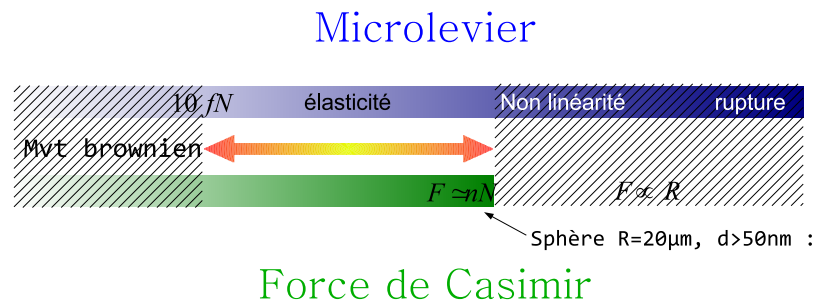 Microlevier
10 fN élasticité Non linéarité rupture
Mvt brownien
F ≃nN F ∝ R
Sphère R=20µm, d>50nm :
Force de Casimir